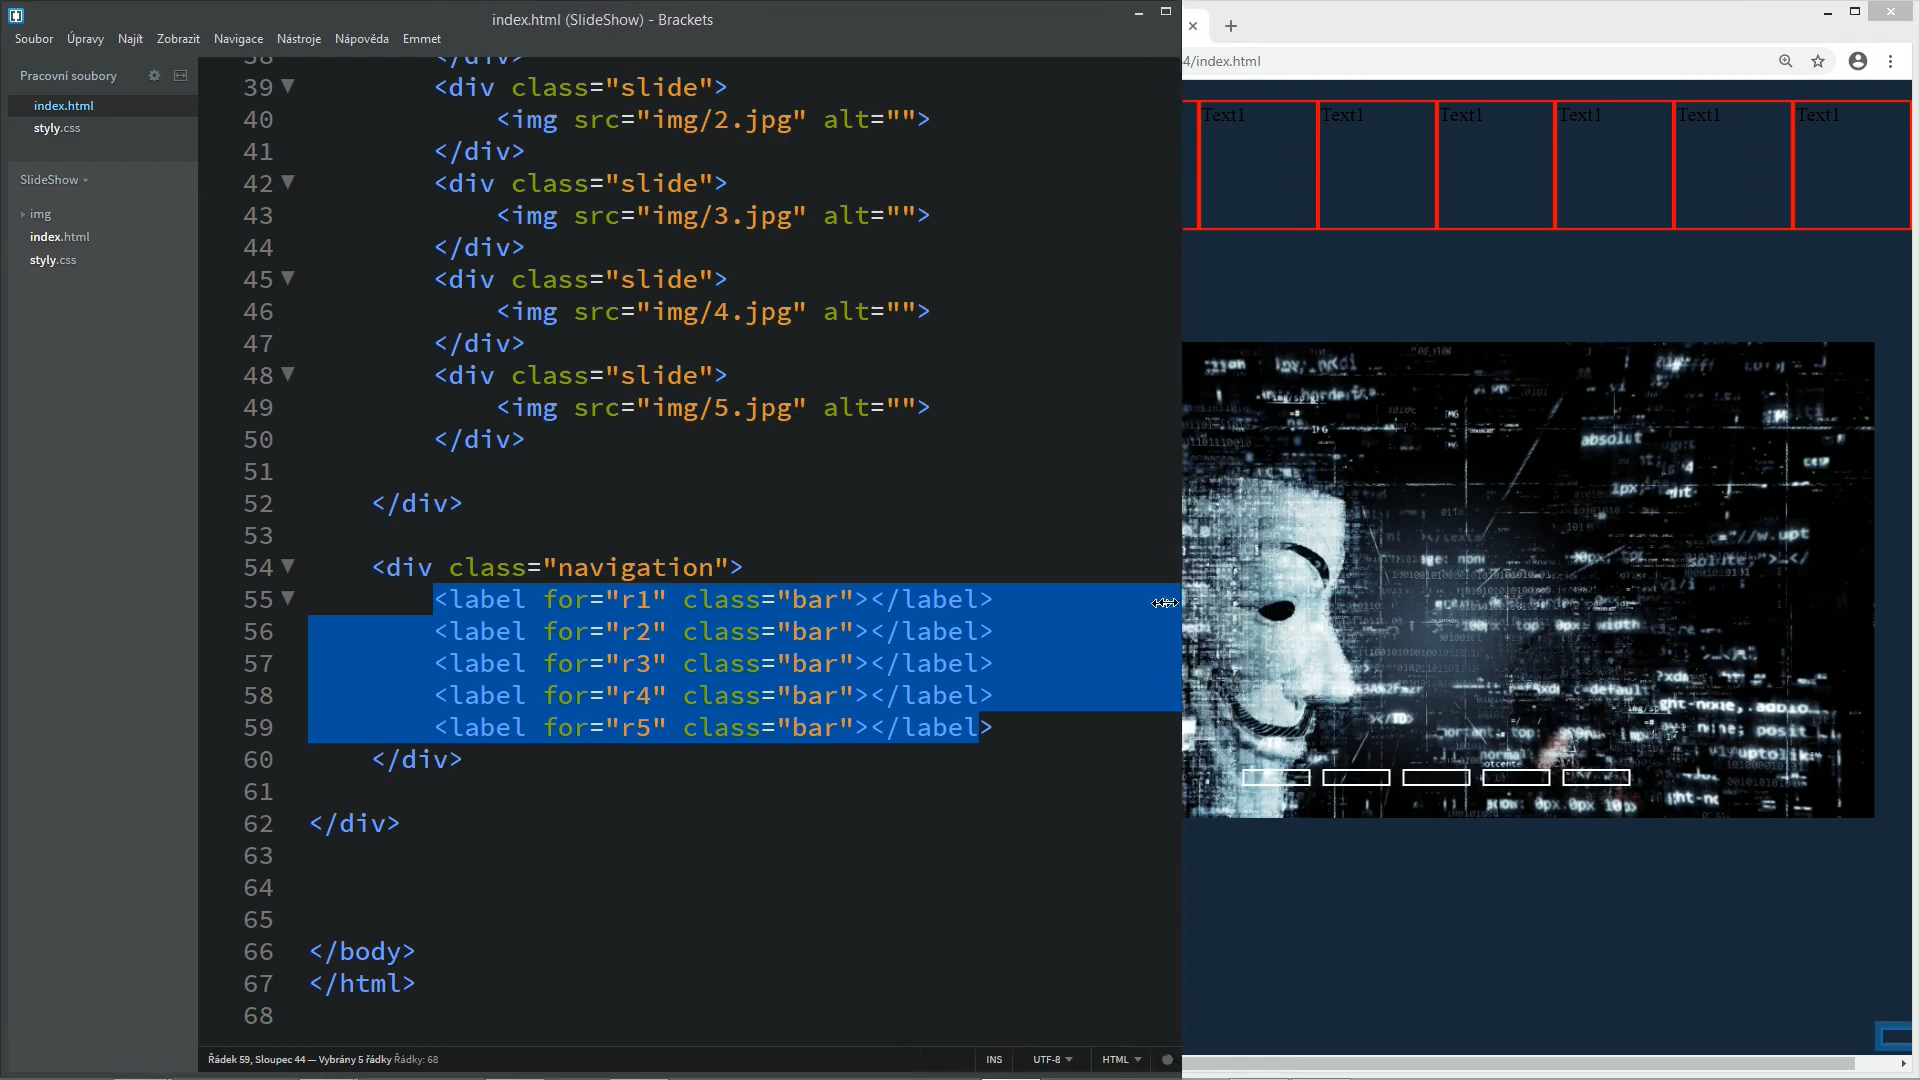 index.html (SlideShow) - Brackets
Soubor Úpravy Najít Zobrazit Navigace Nástroje Nápověda Emmet
Pracovní soubory
index.html
styly.css
SlideShow
img
index.html
styly.css
38 </div>
39 <div class="slide">
40 <img src="img/2.jpg" alt="">
41 </div>
42 <div class="slide">
43 <img src="img/3.jpg" alt="">
44 </div>
45 <div class="slide">
46 <img src="img/4.jpg" alt="">
47 </div>
48 <div class="slide">
49 <img src="img/5.jpg" alt="">
50 </div>
51
52 </div>
53
54 <div class="navigation">
55 <label for="r1" class="bar"></label>
56 <label for="r2" class="bar"></label>
57 <label for="r3" class="bar"></label>
58 <label for="r4" class="bar"></label>
59 <label for="r5" class="bar"></label>
60 </div>
61
62 </div>
63
64
65
66 </body>
67 </html>
68
Řádek 59, Sloupec 44 — Vybrány 5 řádky Řádky: 68
INS UTF-8 HTML
4/index.html
Text1 Text1 Text1 Text1 Text1 Text1
absolut